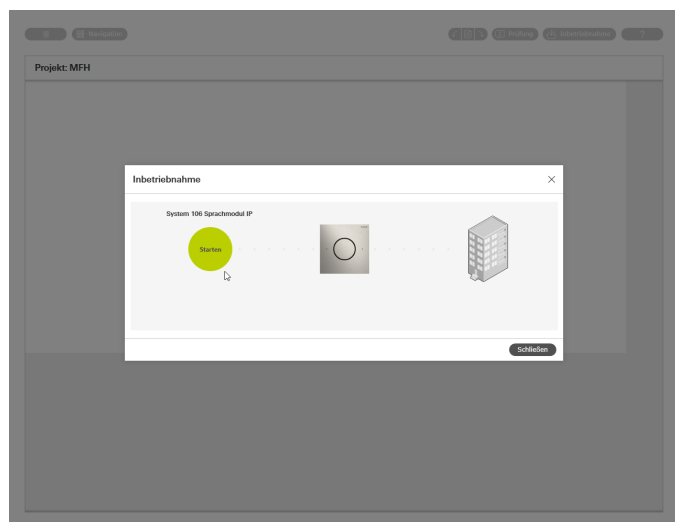 Navigation
Prüfung
Inbetriebnahme
?
Projekt: MFH
Inbetriebnahme
System 106 Sprachmodul IP
Starten
Schließen